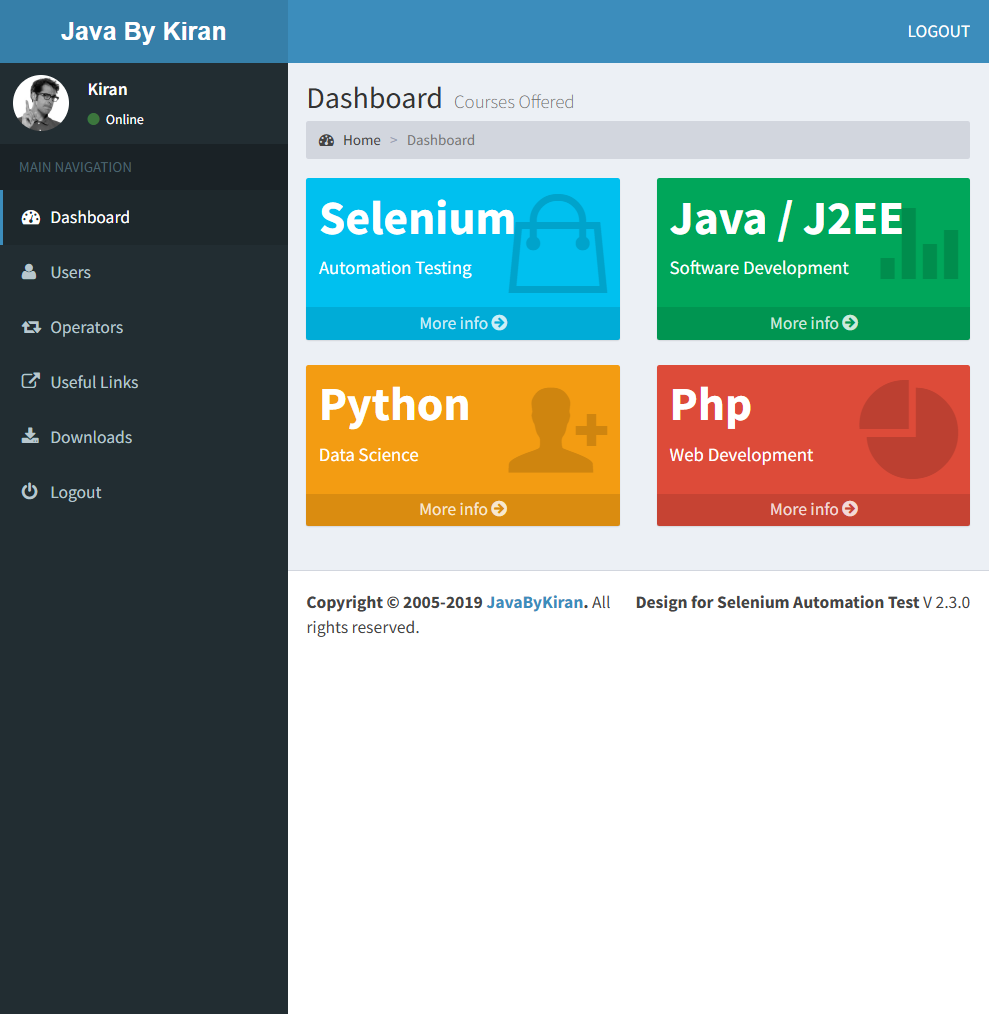 Java By Kiran
LOGOUT
Kiran
Online
MAIN NAVIGATION
Dashboard
Users
Operators
Useful Links
Downloads
Logout
Dashboard Courses Offered
Home > Dashboard
Selenium
Automation Testing
More info
Java / J2EE
Software Development
More info
Python
Data Science
More info
Php
Web Development
More info
Copyright © 2005-2019 JavaByKiran. All
rights reserved.
Design for Selenium Automation Test V 2.3.0